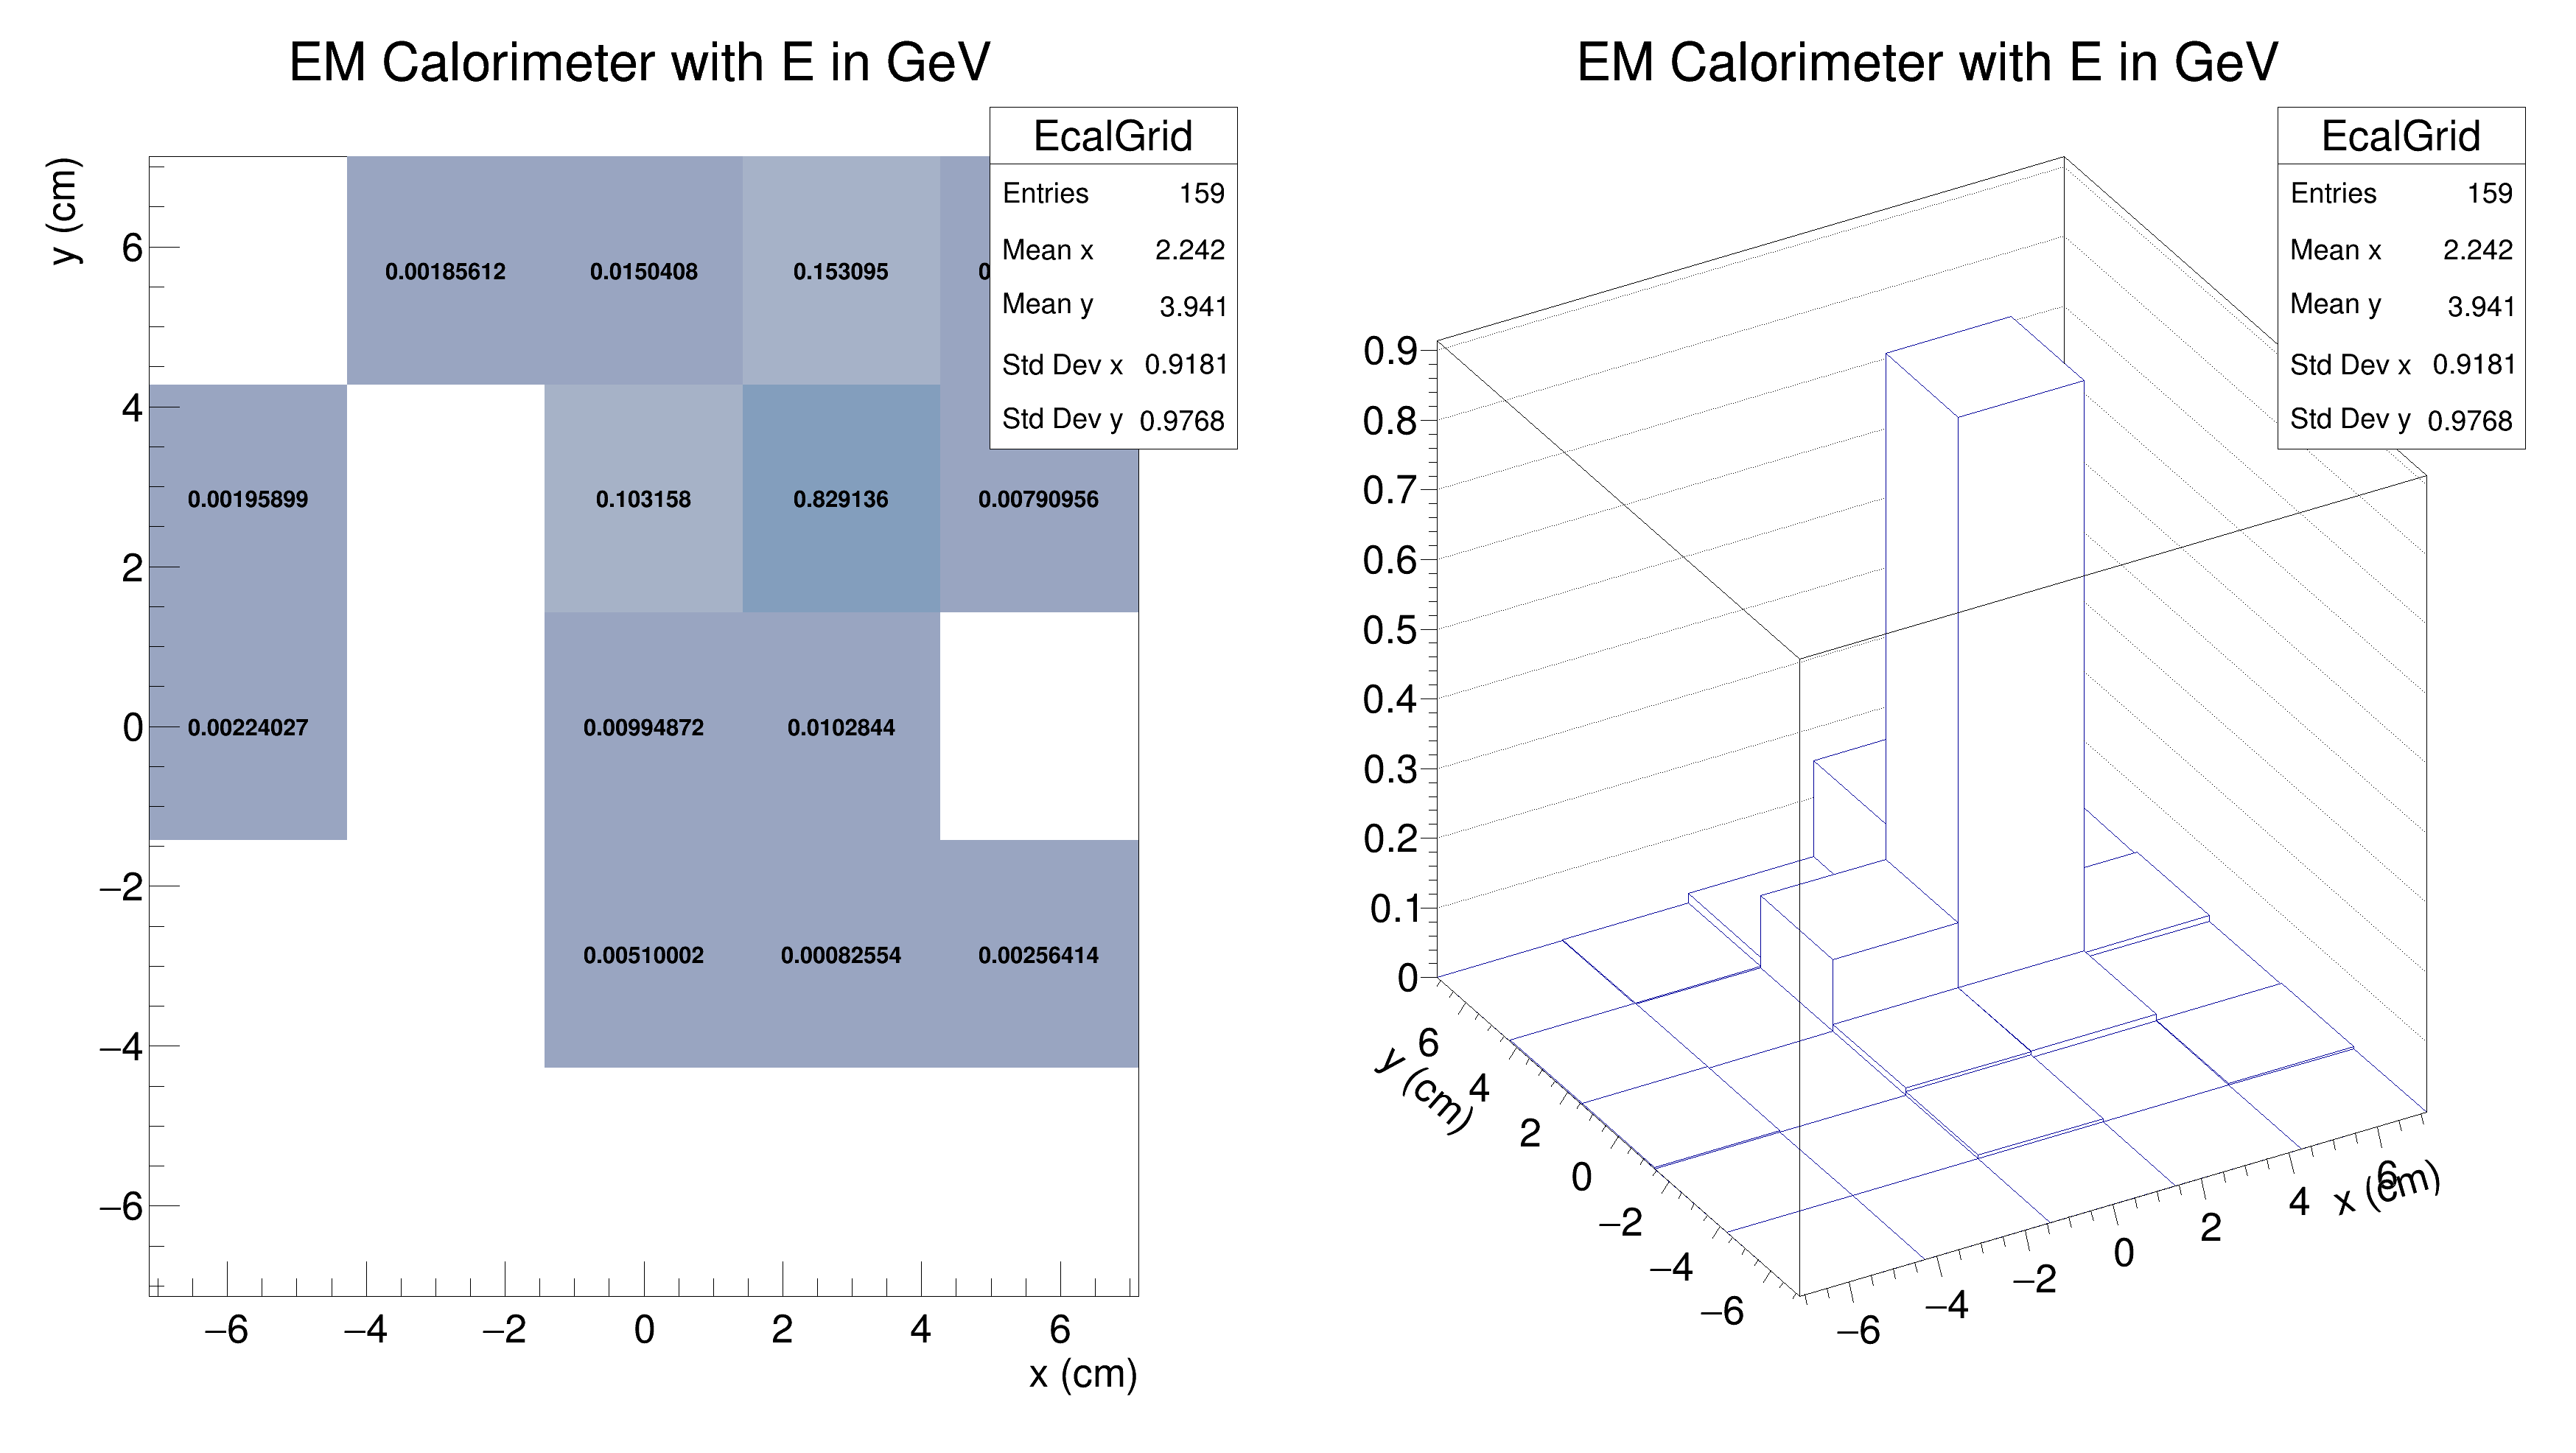 EM Calorimeter with E in GeV
EcalGrid
Entries 159
Mean x 2.242
Mean y 3.941
Std Dev x 0.9181
Std Dev y 0.9768
y (cm)
6
4
2
0
−2
−4
−6
0.00185612 0.0150408 0.153095
0.00195899 0.103158 0.829136 0.00790956
0.00224027 0.00994872 0.0102844
0.00510002 0.00082554 0.00256414
−6 −4 −2 0 2 4 6
x (cm)
EM Calorimeter with E in GeV
EcalGrid
Entries 159
Mean x 2.242
Mean y 3.941
Std Dev x 0.9181
Std Dev y 0.9768
0.9
0.8
0.7
0.6
0.5
0.4
0.3
0.2
0.1
0
y (cm)
6
4
2
0
−2
−4
−6
−6 −4 −2 0 2 4 6
x (cm)